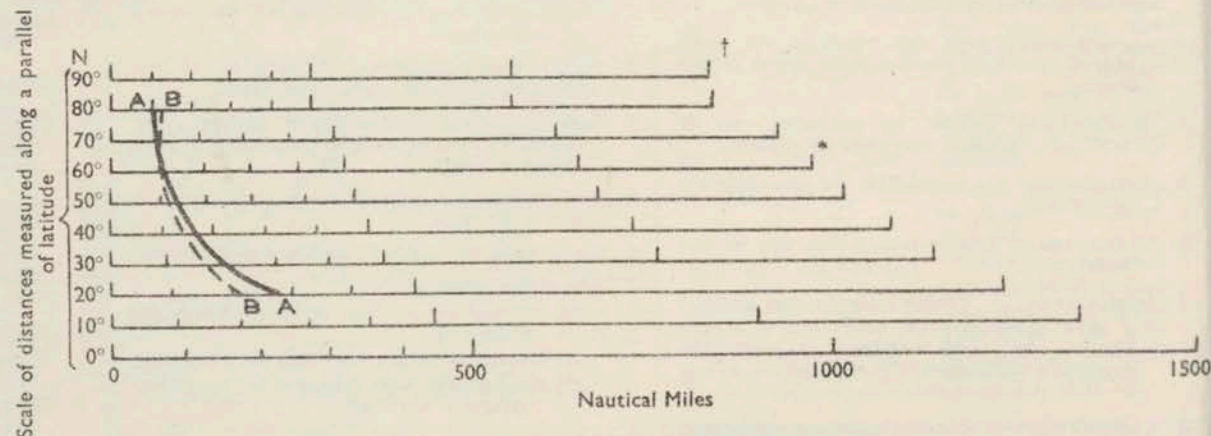 Scale of distances measured along a parallel
of latitude
N
†
90°
A B
80°
70°
*
60°
50°
40°
30°
20°
B A
10°
0°
0 500 1000 1500
Nautical Miles